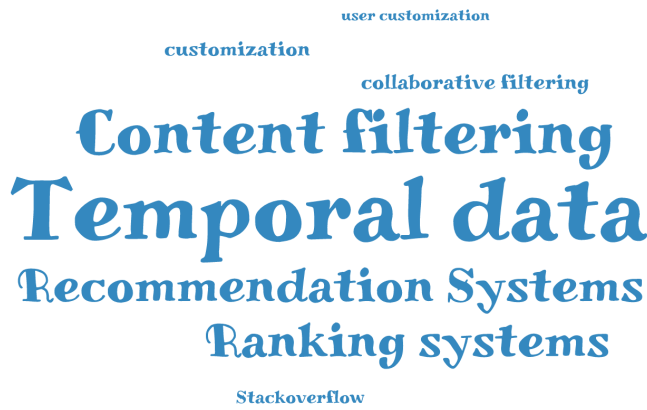 user customization
customization
collaborative filtering
Content filtering
Temporal data
Recommendation Systems
Ranking systems
Stackoverflow